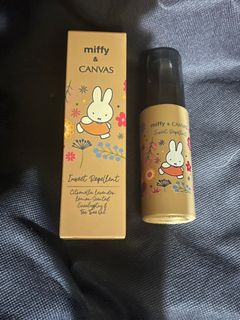 miffy
&
CANVAS
Insect Repellent
Citronella, Lavender,
Lemon Scented
Eucalyptus &
Tea Tree Oil
miffy & CANVAS
Insect Repellent